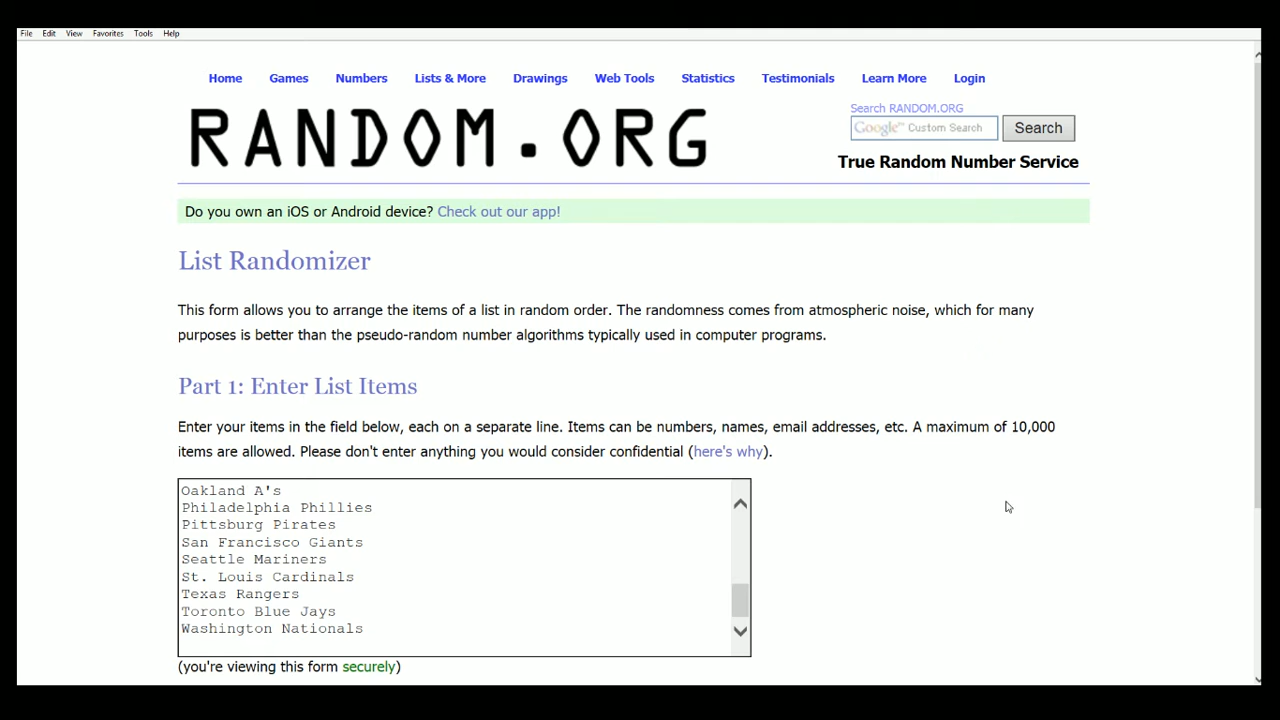 File Edit View Favorites Tools Help
Home Games Numbers Lists & More Drawings Web Tools Statistics Testimonials Learn More Login
RANDOM.ORG
Search RANDOM.ORG
Google™ Custom Search Search
True Random Number Service
Do you own an iOS or Android device? Check out our app!
List Randomizer
This form allows you to arrange the items of a list in random order. The randomness comes from atmospheric noise, which for many
purposes is better than the pseudo-random number algorithms typically used in computer programs.
Part 1: Enter List Items
Enter your items in the field below, each on a separate line. Items can be numbers, names, email addresses, etc. A maximum of 10,000
items are allowed. Please don't enter anything you would consider confidential (here's why).
Oakland A's
Philadelphia Phillies
Pittsburg Pirates
San Francisco Giants
Seattle Mariners
St. Louis Cardinals
Texas Rangers
Toronto Blue Jays
Washington Nationals
(you're viewing this form securely)